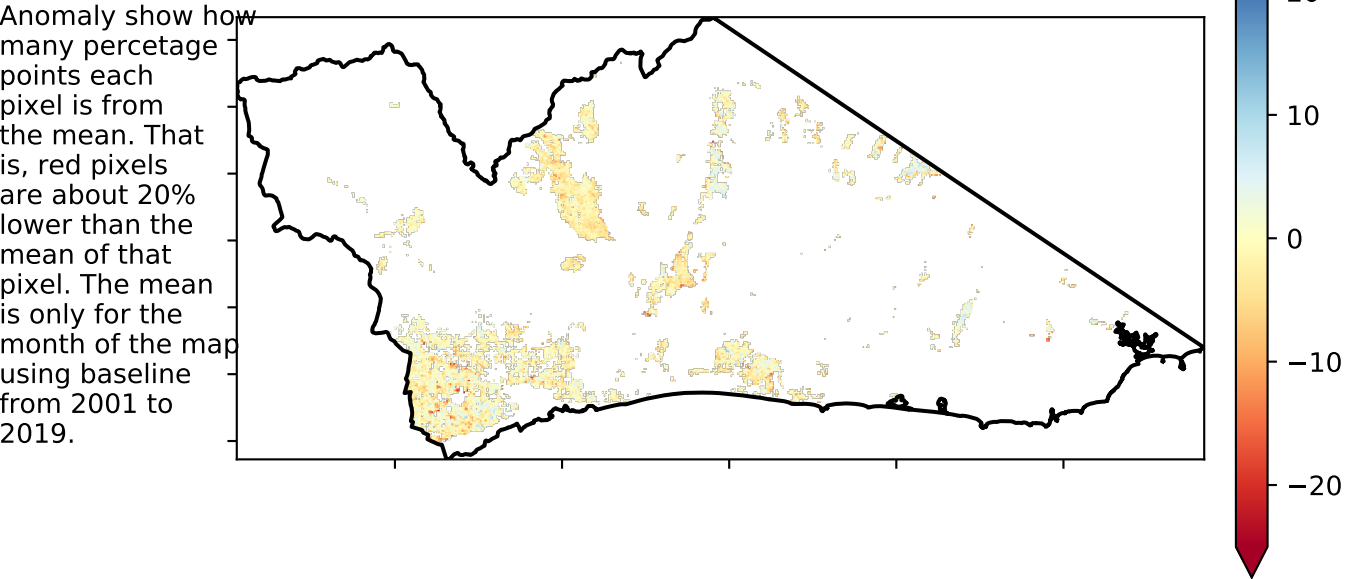 Anomaly show how
many percetage
points each
pixel is from
the mean. That
is, red pixels
are about 20%
lower than the
mean of that
pixel. The mean
is only for the
month of the map
using baseline
from 2001 to
2019.
10
0
−10
−20